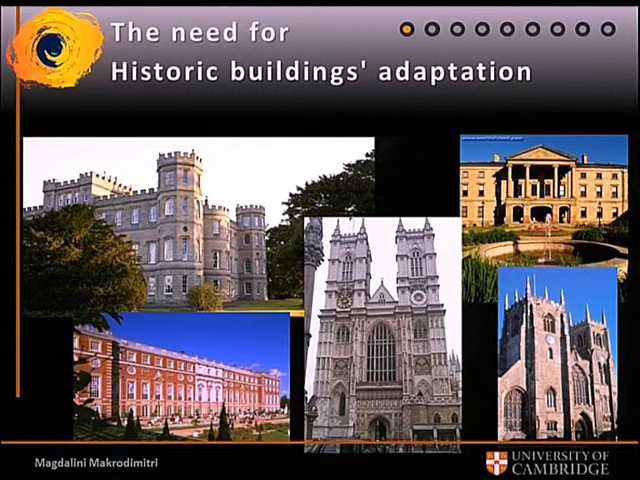 The need for
Historic buildings' adaptation
Magdalini Makrodimitri
UNIVERSITY OF
CAMBRIDGE